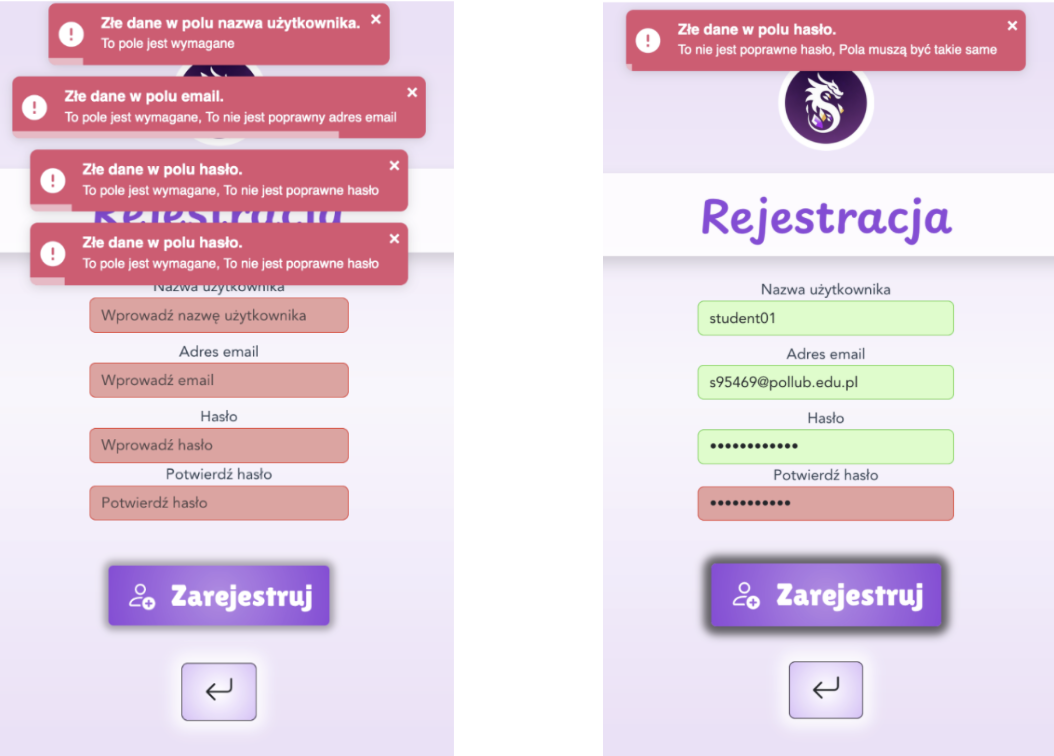 Złe dane w polu nazwa użytkownika.
To pole jest wymagane
Złe dane w polu email.
To pole jest wymagane, To nie jest poprawny adres email
Złe dane w polu hasło.
To pole jest wymagane, To nie jest poprawne hasło
Rejestracja
Złe dane w polu hasło.
To pole jest wymagane, To nie jest poprawne hasło
Nazwa użytkownika
Wprowadź nazwę użytkownika
Adres email
Wprowadź email
Hasło
Wprowadź hasło
Potwierdź hasło
Potwierdź hasło
Zarejestruj
Złe dane w polu hasło.
To nie jest poprawne hasło, Pola muszą być takie same
Rejestracja
Nazwa użytkownika
student01
Adres email
s95469@pollub.edu.pl
Hasło
••••••••••••
Potwierdź hasło
•••••••••••
Zarejestruj